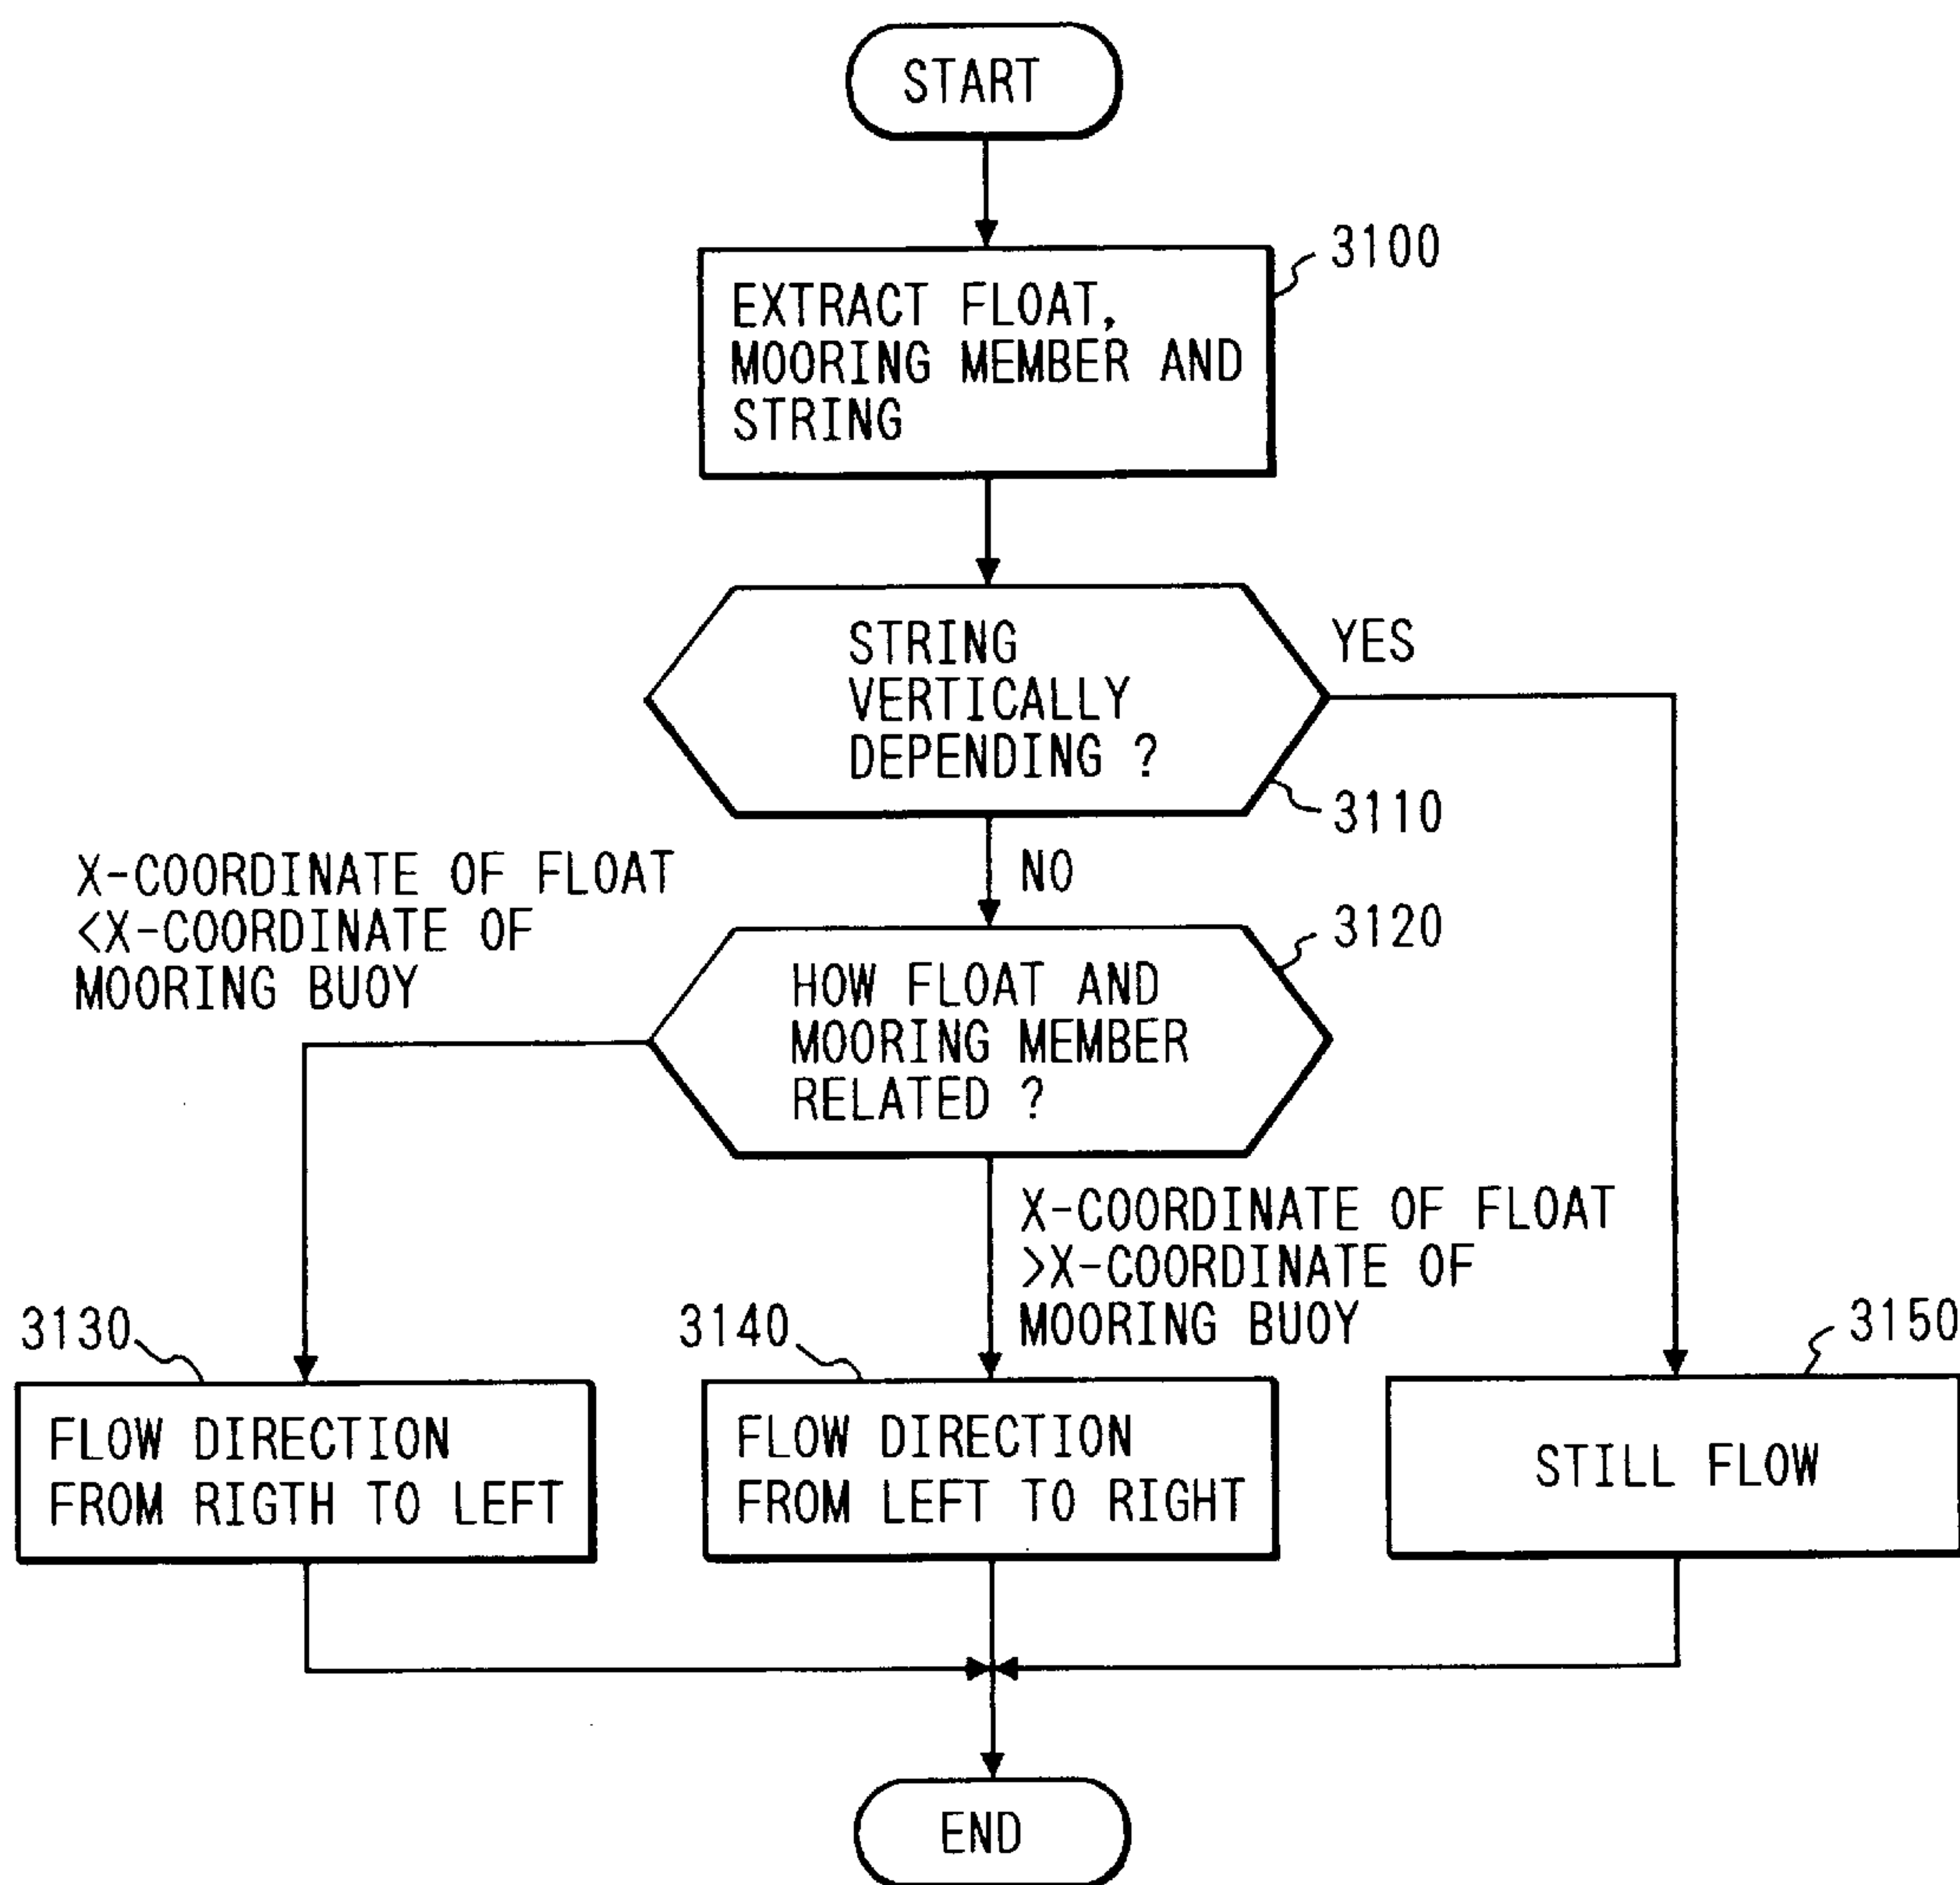 START
3100
EXTRACT FLOAT,
MOORING MEMBER AND
STRING
STRING
VERTICALLY
DEPENDING ?
YES
3110
NO
X-COORDINATE OF FLOAT
<X-COORDINATE OF
MOORING BUOY
3120
HOW FLOAT AND
MOORING MEMBER
RELATED ?
X-COORDINATE OF FLOAT
>X-COORDINATE OF
MOORING BUOY
3130
FLOW DIRECTION
FROM RIGTH TO LEFT
3140
FLOW DIRECTION
FROM LEFT TO RIGHT
3150
STILL FLOW
END